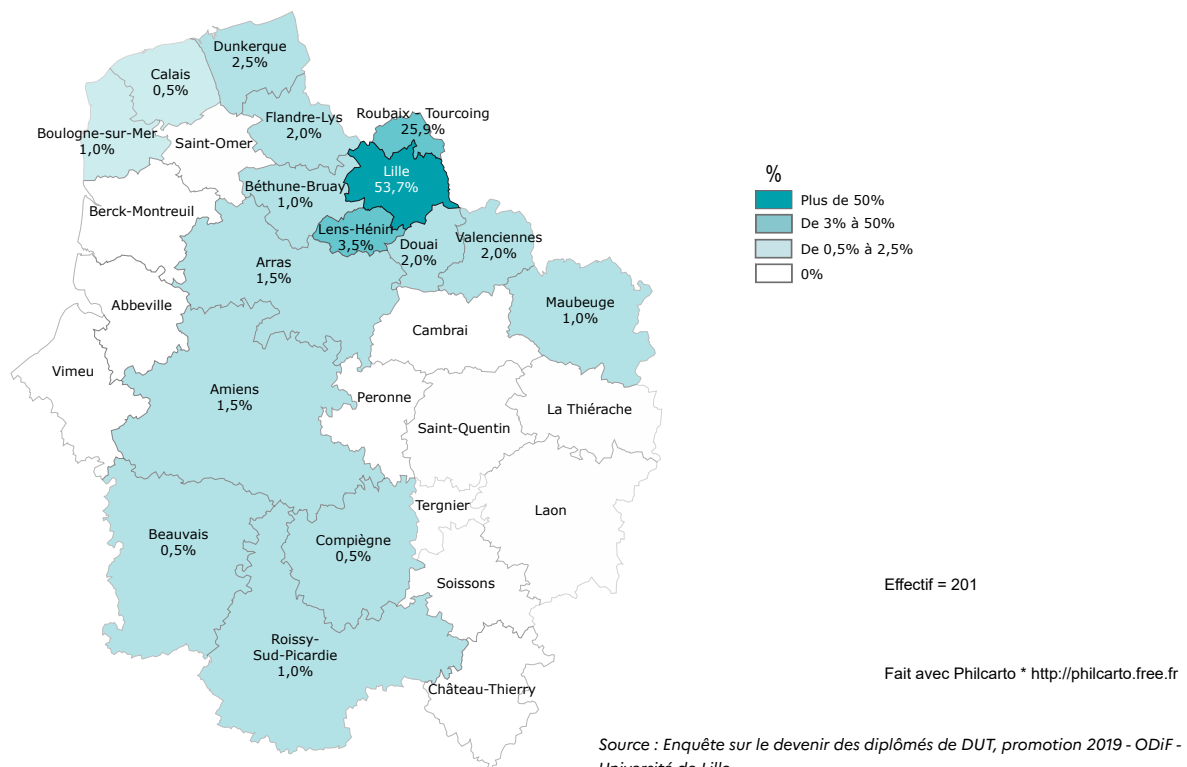 Dunkerque
2,5%
Calais
0,5%
Flandre-Lys
2,0%
Roubaix - Tourcoing
25,9%
Boulogne-sur-Mer
1,0%
Saint-Omer
Lille
53,7%
Béthune-Bruay
1,0%
Berck-Montreuil
Lens-Hénin
3,5%
Douai
2,0%
Valenciennes
2,0%
Arras
1,5%
Abbeville
Maubeuge
1,0%
Cambrai
Vimeu
Amiens
1,5%
Peronne
La Thiérache
Saint-Quentin
Tergnier
Laon
Beauvais
0,5%
Compiègne
0,5%
Soissons
Roissy-
Sud-Picardie
1,0%
Château-Thierry
%
Plus de 50%
De 3% à 50%
De 0,5% à 2,5%
0%
Effectif = 201
Fait avec Philcarto * http://philcarto.free.fr
Source : Enquête sur le devenir des diplômés de DUT, promotion 2019 - ODiF -
Université de Lille